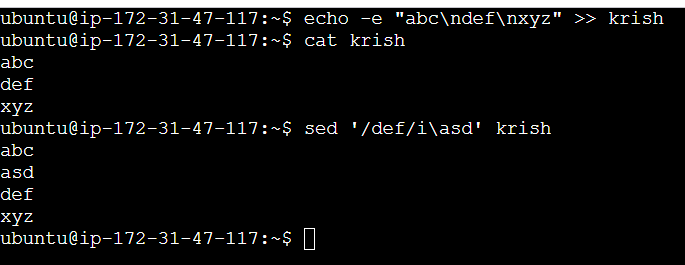 ubuntu@ip-172-31-47-117:~$ echo -e "abc\ndef\nxyz" >> krish
ubuntu@ip-172-31-47-117:~$ cat krish
abc
def
xyz
ubuntu@ip-172-31-47-117:~$ sed '/def/i\asd' krish
abc
asd
def
xyz
ubuntu@ip-172-31-47-117:~$